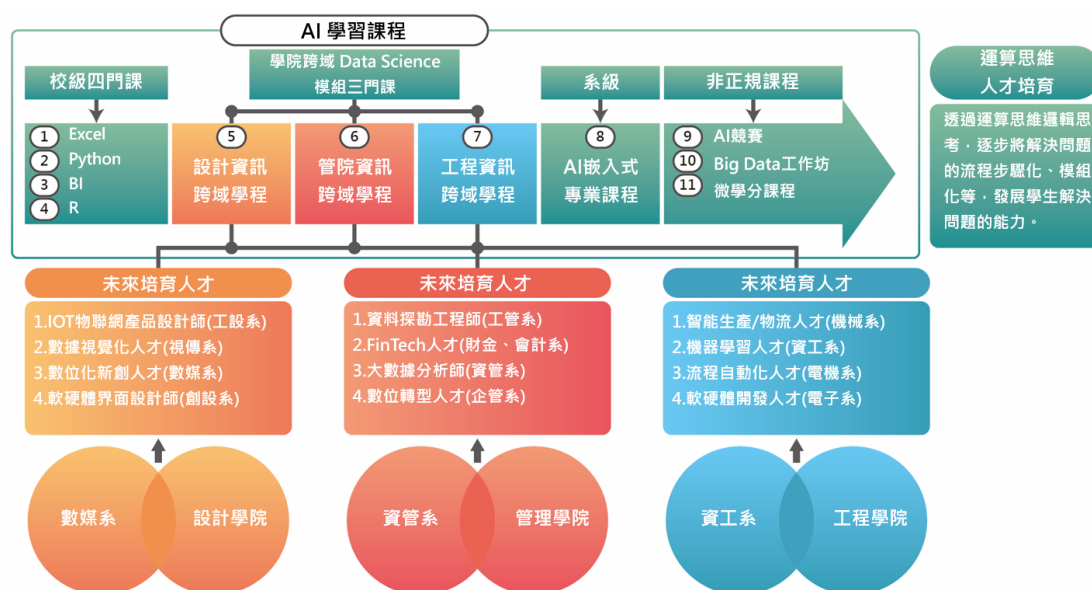 AI 學習課程
校級四門課
學院跨域 Data Science
模組三門課
系級
非正規課程
1 Excel
2 Python
3 BI
4 R
5
設計資訊
跨域學程
6
管院資訊
跨域學程
7
工程資訊
跨域學程
8
AI嵌入式
專業課程
9 AI競賽
10 Big Data工作坊
11 微學分課程
運算思維
人才培育
透過運算思維邏輯思
考，逐步將解決問題
的流程步驟化、模組
化等，發展學生解決
問題的能力。
未來培育人才
1.IOT物聯網產品設計師(工設系)
2.數據視覺化人才(視傳系)
3.數位化新創人才(數媒系)
4.軟硬體界面設計師(創設系)
未來培育人才
1.資料探勘工程師(工管系)
2.FinTech人才(財金、會計系)
3.大數據分析師(資管系)
4.數位轉型人才(企管系)
未來培育人才
1.智能生產/物流人才(機械系)
2.機器學習人才(資工系)
3.流程自動化人才(電機系)
4.軟硬體開發人才(電子系)
數媒系
設計學院
資管系
管理學院
資工系
工程學院